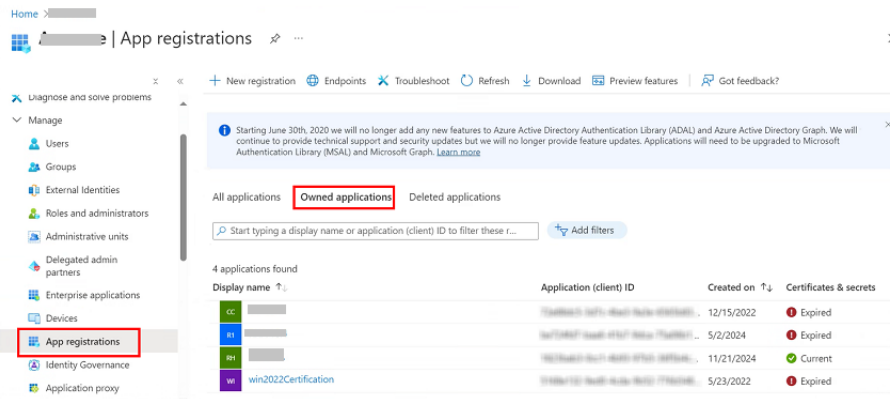 Home
| App registrations
New registration Endpoints Troubleshoot Refresh Download Preview features Got feedback?
Diagnose and solve problems
Manage
Users
Groups
External Identities
Roles and administrators
Administrative units
Delegated admin
partners
Enterprise applications
Devices
App registrations
Identity Governance
Application proxy
Starting June 30th, 2020 we will no longer add any new features to Azure Active Directory Authentication Library (ADAL) and Azure Active Directory Graph. We will
continue to provide technical support and security updates but we will no longer provide feature updates. Applications will need to be upgraded to Microsoft
Authentication Library (MSAL) and Microsoft Graph. Learn more
All applications Owned applications Deleted applications
Start typing a display name or application (client) ID to filter these r... Add filters
4 applications found
Display name Application (client) ID Created on Certificates & secrets
CC 12/15/2022 Expired
R1 5/2/2024 Expired
RH 11/21/2024 Current
WI win2022Certification 5/23/2022 Expired